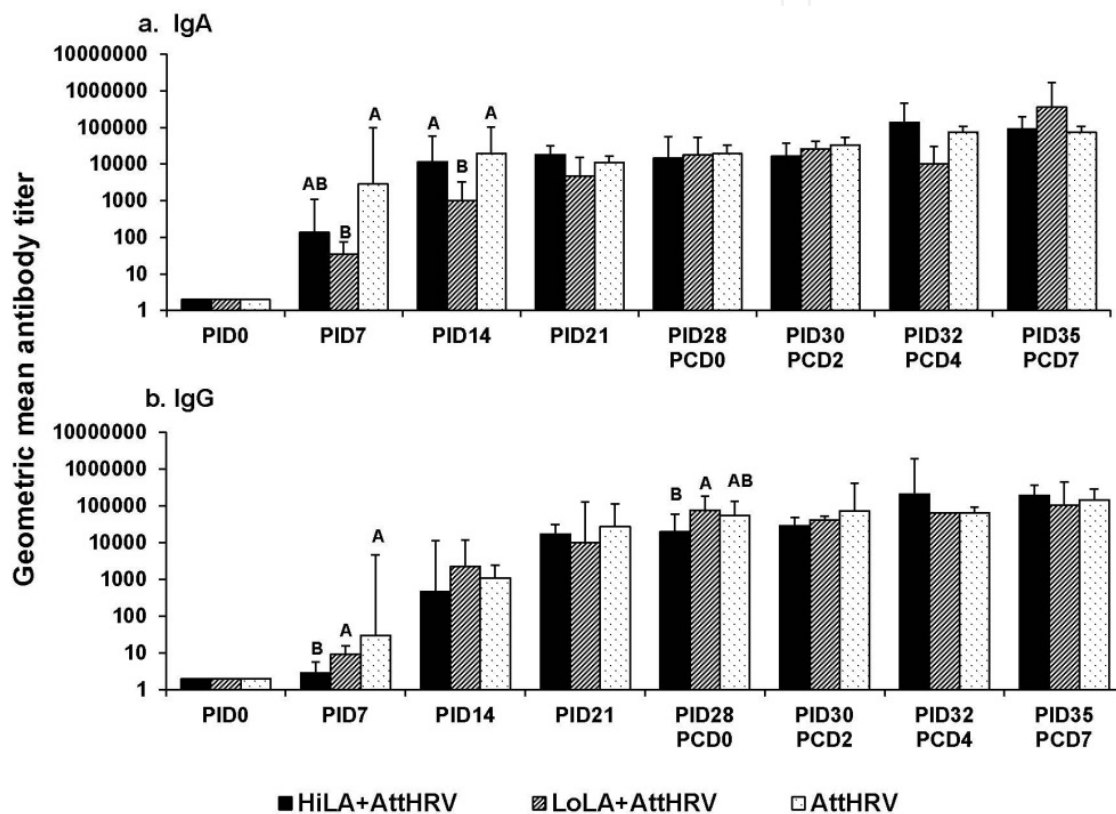 a. IgA
10000000
1000000
100000
10000
1000
100
10
1
AB
B
A
A
B
A
PID0 PID7 PID14 PID21 PID28 PID30 PID32 PID35
PCD0 PCD2 PCD4 PCD7
Geometric mean antibody titer
b. IgG
10000000
1000000
100000
10000
1000
100
10
1
B
A
A
B
A
AB
PID0 PID7 PID14 PID21 PID28 PID30 PID32 PID35
PCD0 PCD2 PCD4 PCD7
HiLA+AttHRV LoLA+AttHRV AttHRV